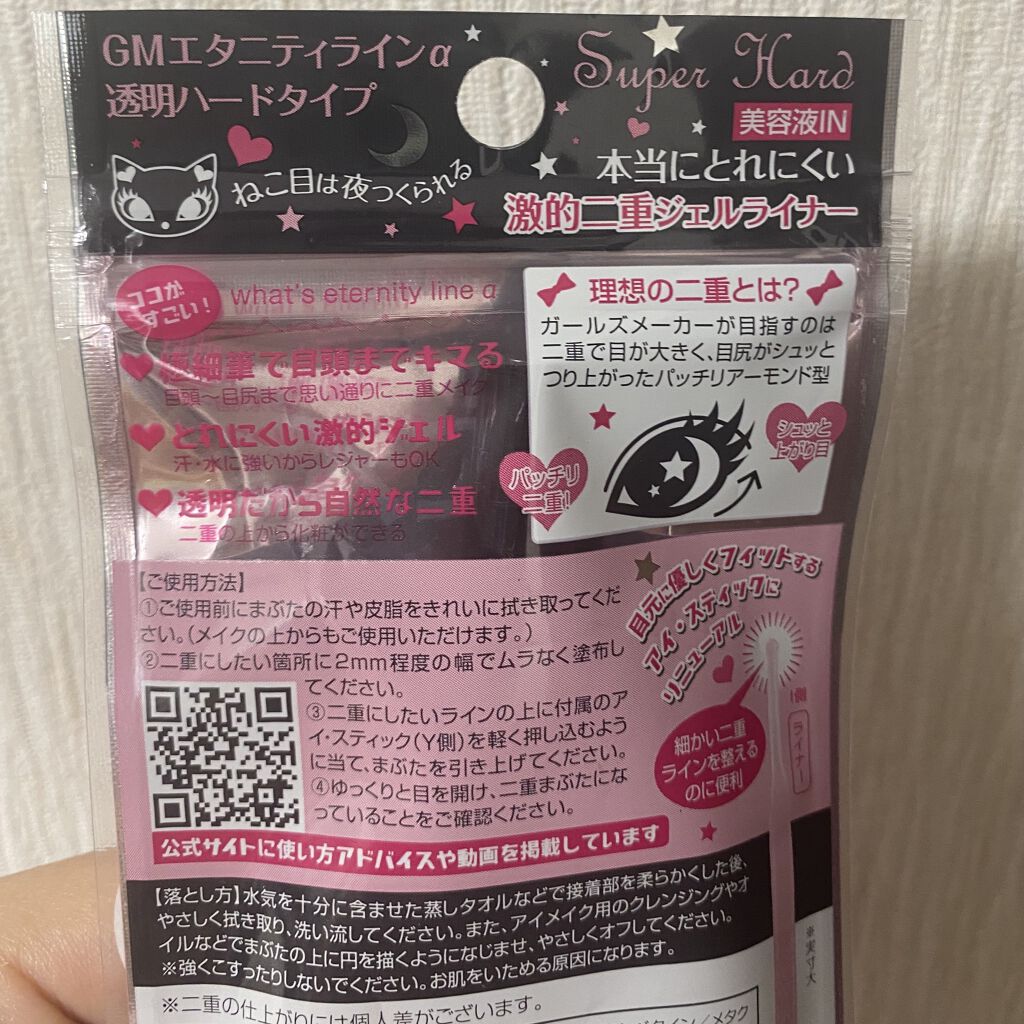 GMエタニティラインα
透明ハードタイプ
Super Hard
美容液IN
ねこ目は夜つくられる
本当にとれにくい
激的二重ジェルライナー
ココが
すごい!
what's eternity line α
極細筆で目頭までキマる
目頭〜目尻まで思い通りに二重メイク
とれにくい激的ジェル
汗・水に強いからレジャーもOK
透明だから自然な二重
二重の上から化粧ができる
理想の二重とは?
ガールズメーカーが目指すのは
二重で目が大きく、目尻がシュッと
つり上がったパッチリアーモンド型
パッチリ
二重!
シュッと
上がり目
【ご使用方法】
①ご使用前にまぶたの汗や皮脂をきれいに拭き取ってくだ
さい。(メイクの上からもご使用いただけます。)
②二重にしたい箇所に2mm程度の幅でムラなく塗布し
てください。
③二重にしたいラインの上に付属のア
イ・スティック(Y側)を軽く押し込むよう
に当て、まぶたを引き上げてください。
④ゆっくりと目を開け、二重まぶたにな
っていることをご確認ください。
公式サイトに使い方アドバイスや動画を掲載しています
目元に優しくフィットする
アイ・スティックに
リニューアル
I側
ライナー
細かい二重
ラインを整える
のに便利
※実寸大
【落とし方】水気を十分に含ませた蒸しタオルなどで接着部を柔らかくした後、
やさしく拭き取り、洗い流してください。また、アイメイク用のクレンジングやオ
イルなどでまぶたの上に円を描くようになじませ、やさしくオフしてください。
※強くこすったりしないでください。お肌をいためる原因になります。
※二重の仕上がりには個人差がございます。
／メタク